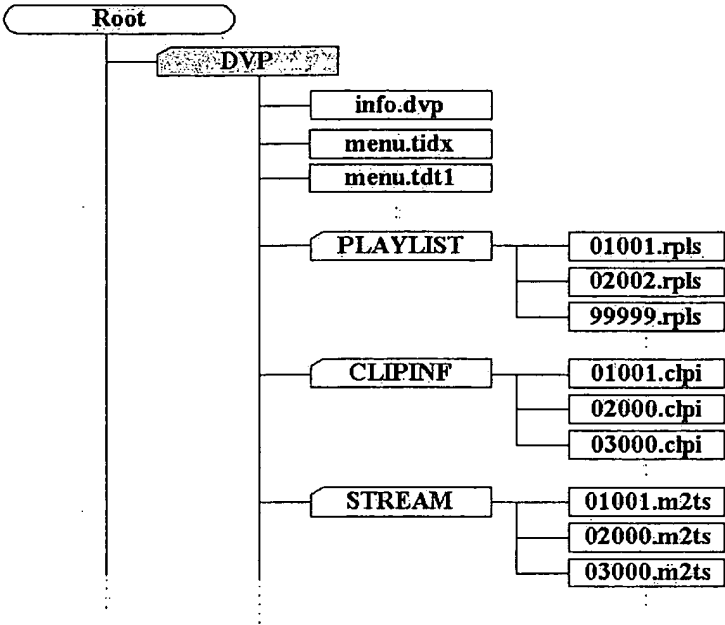 Root
DVP
info.dvp
menu.tidx
menu.tdt1
PLAYLIST
01001.rpls
02002.rpls
99999.rpls
CLIPINF
01001.clpi
02000.clpi
03000.clpi
STREAM
01001.m2ts
02000.m2ts
03000.m2ts